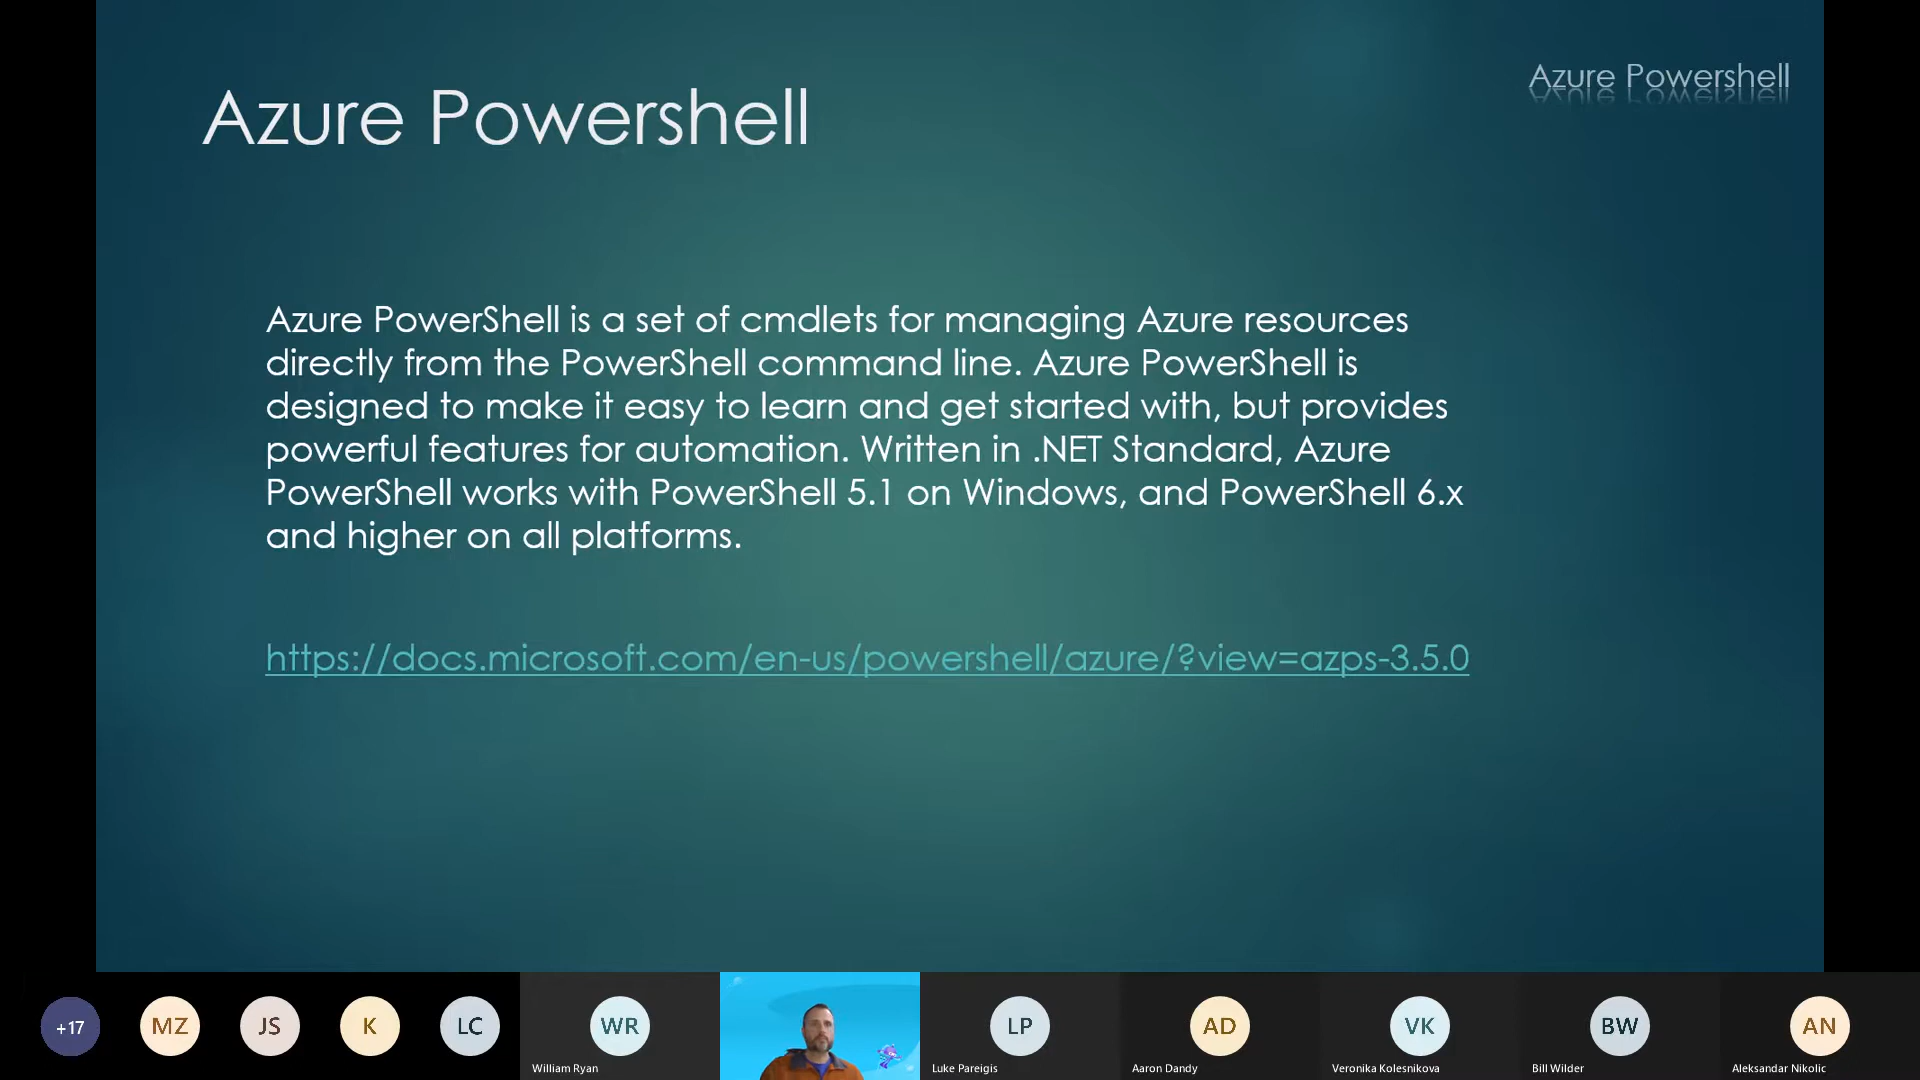 Azure Powershell
Azure Powershell
Azure PowerShell is a set of cmdlets for managing Azure resources
directly from the PowerShell command line. Azure PowerShell is
designed to make it easy to learn and get started with, but provides
powerful features for automation. Written in .NET Standard, Azure
PowerShell works with PowerShell 5.1 on Windows, and PowerShell 6.x
and higher on all platforms.
https://docs.microsoft.com/en-us/powershell/azure/?view=azps-3.5.0
+17
MZ
JS
K
LC
WR
William Ryan
LP
Luke Pareigis
AD
Aaron Dandy
VK
Veronika Kolesnikova
BW
Bill Wilder
AN
Aleksandar Nikolic